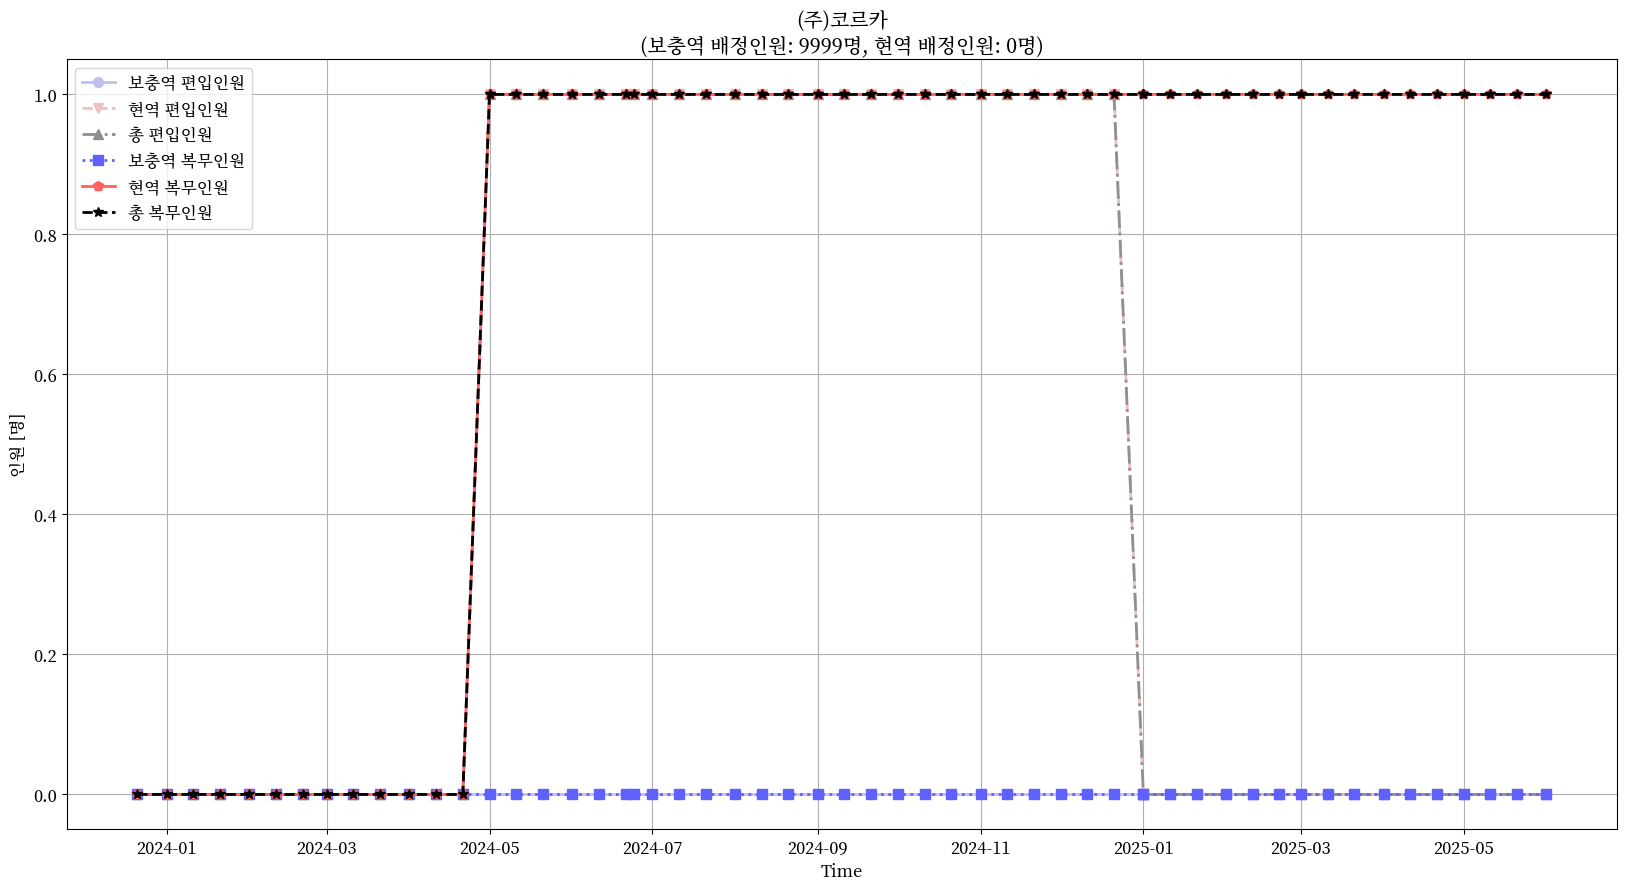 (주)코르카
(보충역 배정인원: 9999명, 현역 배정인원: 0명)
보충역 편입인원
현역 편입인원
총 편입인원
보충역 복무인원
현역 복무인원
총 복무인원
1.0
0.8
0.6
0.4
0.2
0.0
인원 [명]
2024-01
2024-03
2024-05
2024-07
2024-09
2024-11
2025-01
2025-03
2025-05
Time